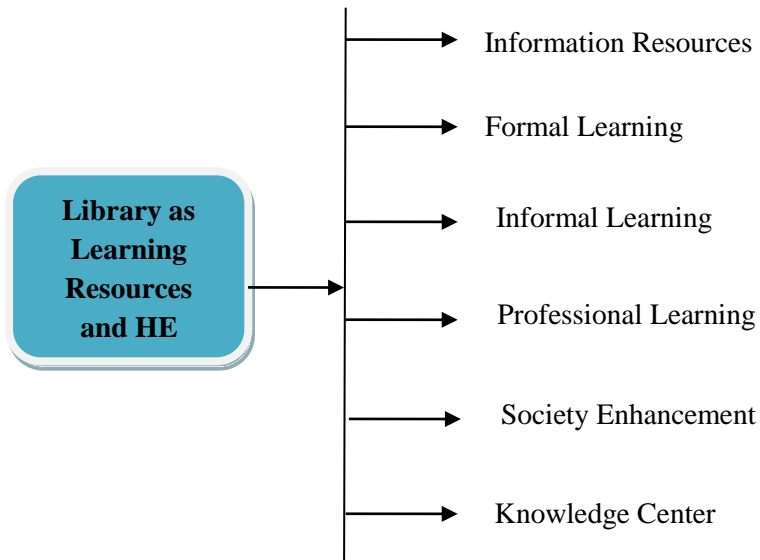 Information Resources
Formal Learning
Library as
Learning
Resources
and HE
Informal Learning
Professional Learning
Society Enhancement
Knowledge Center